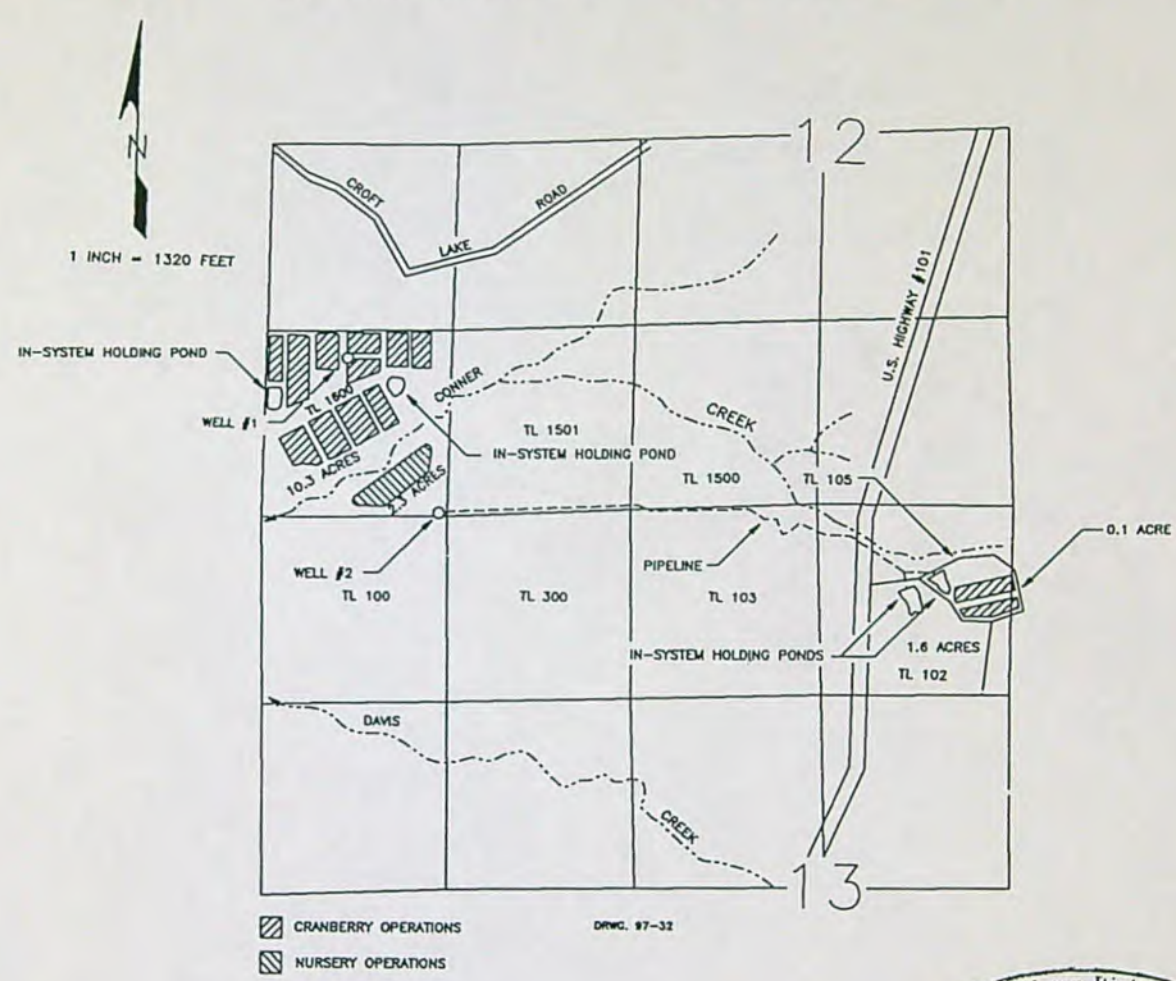 N
1 INCH = 1320 FEET
12
CROFT
LAKE
ROAD
U.S. HIGHWAY #101
IN-SYSTEM HOLDING POND
WELL #1
TL 1600
CONNER
CREEK
TL 1501
IN-SYSTEM HOLDING POND
TL 1500
TL 105
10.3 ACRES
2.3 ACRES
0.1 ACRE
WELL #2
PIPELINE
TL 100
TL 300
TL 103
IN-SYSTEM HOLDING PONDS
1.6 ACRES
TL 102
DAVIS
CREEK
13
CRANBERRY OPERATIONS
DRWG. 97-32
NURSERY OPERATIONS